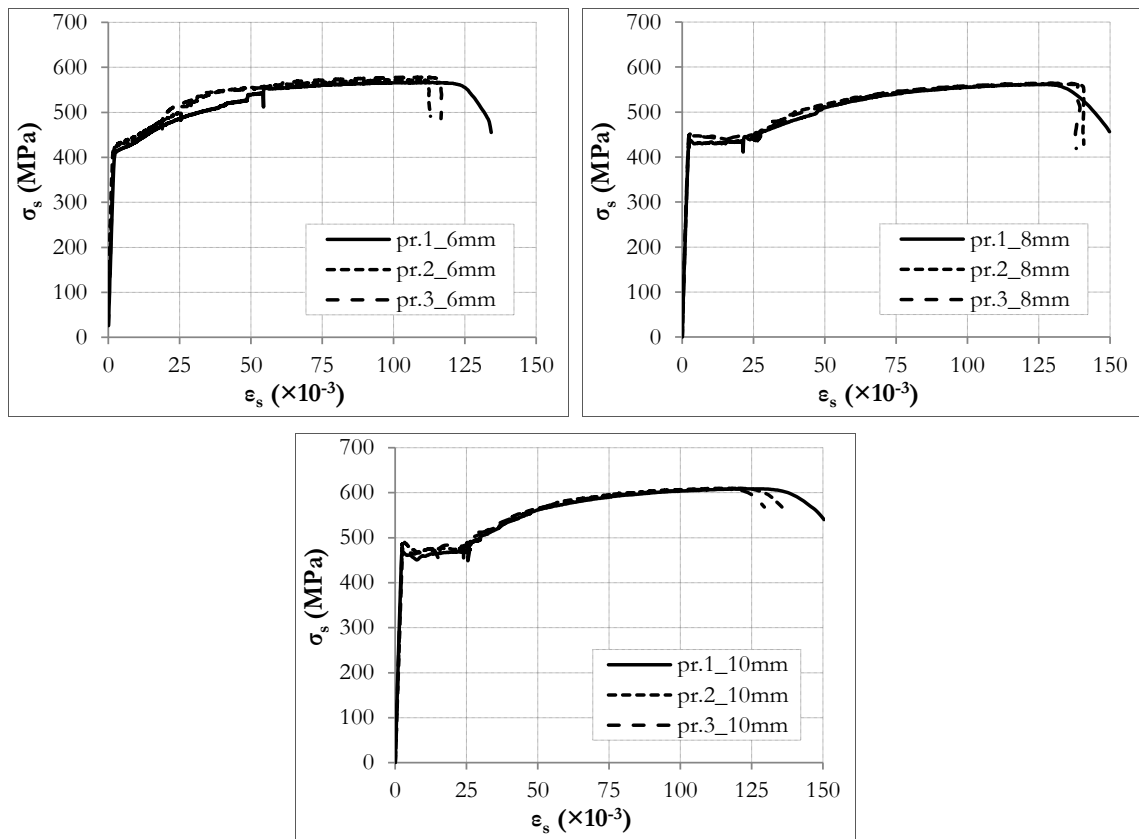 700
600
500
400
300
200
100
0
σs (MPa)
0 25 50 75 100 125 150
εs (×10-3)
pr.1_6mm
pr.2_6mm
pr.3_6mm
700
600
500
400
300
200
100
0
σs (MPa)
0 25 50 75 100 125 150
εs (×10-3)
pr.1_8mm
pr.2_8mm
pr.3_8mm
700
600
500
400
300
200
100
0
σs (MPa)
0 25 50 75 100 125 150
εs (×10-3)
pr.1_10mm
pr.2_10mm
pr.3_10mm